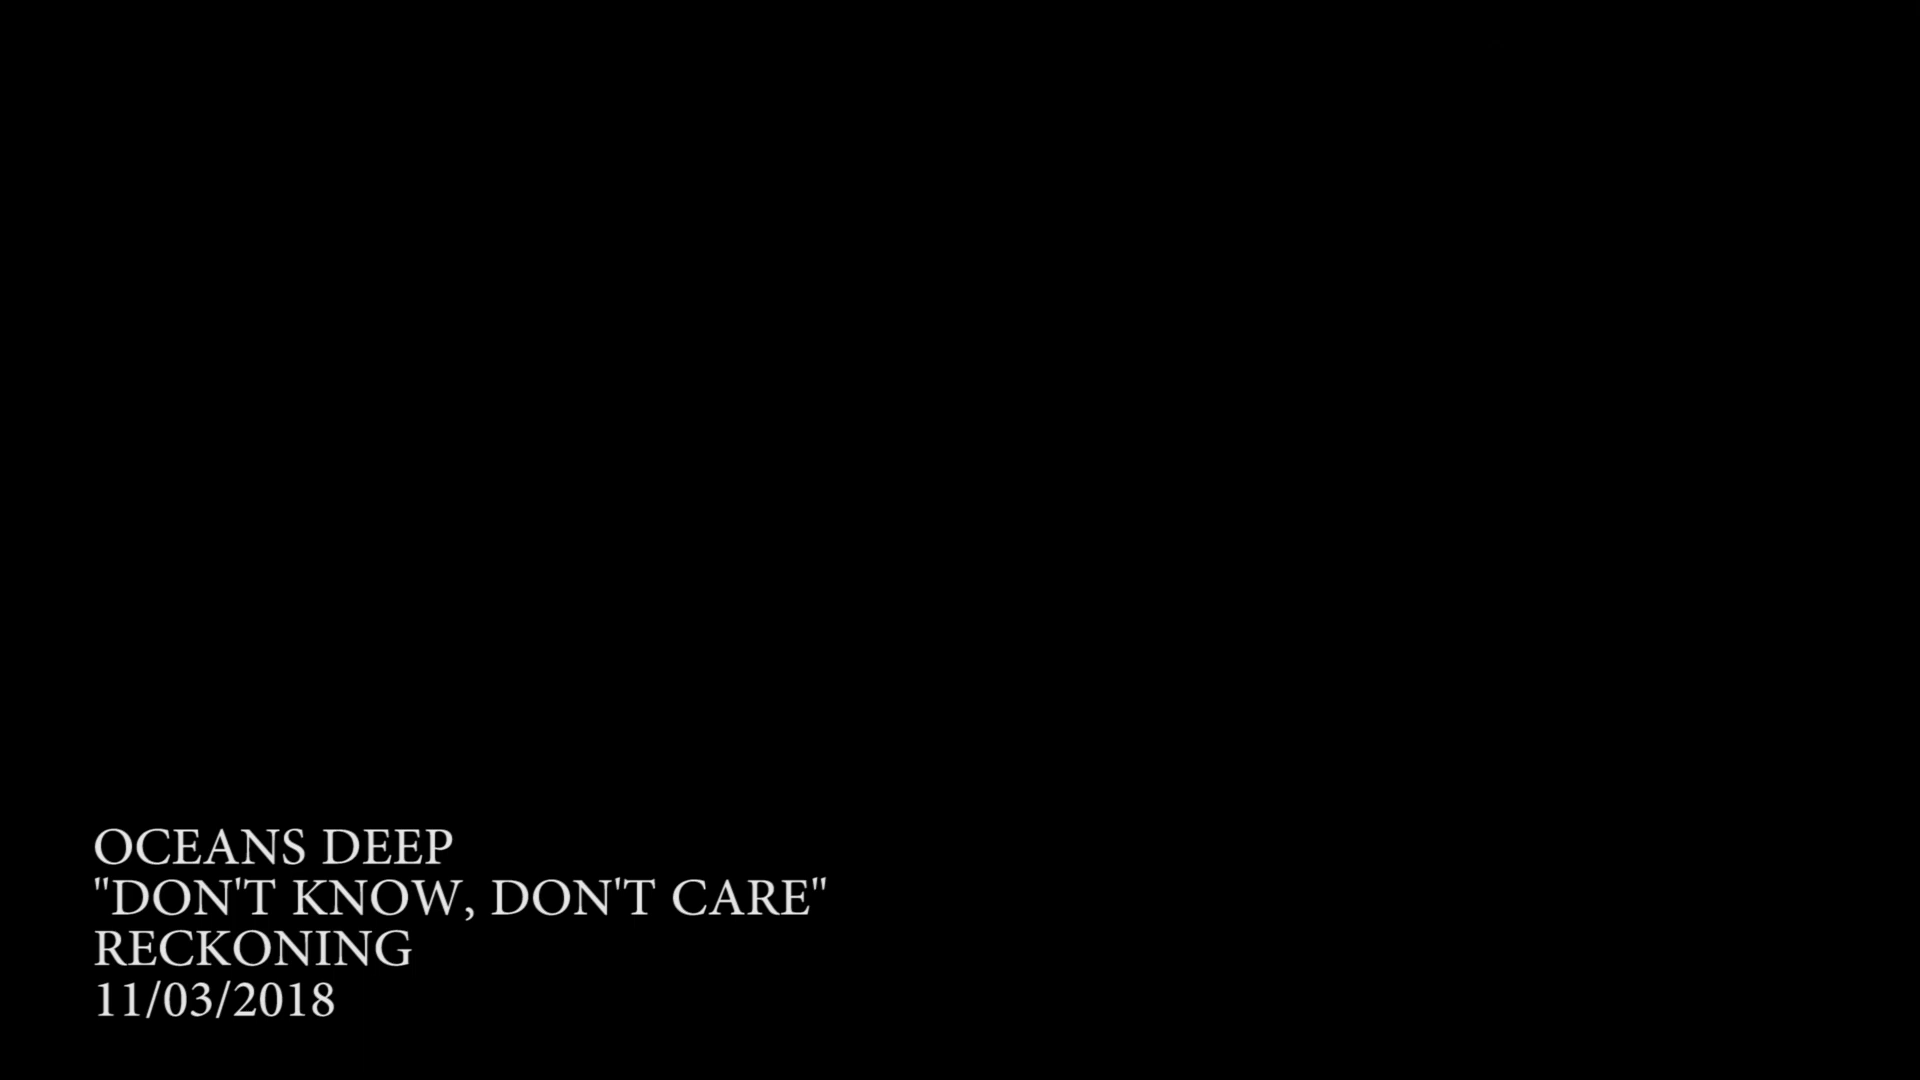 OCEANS DEEP
"DON'T KNOW, DON'T CARE"
RECKONING
11/03/2018